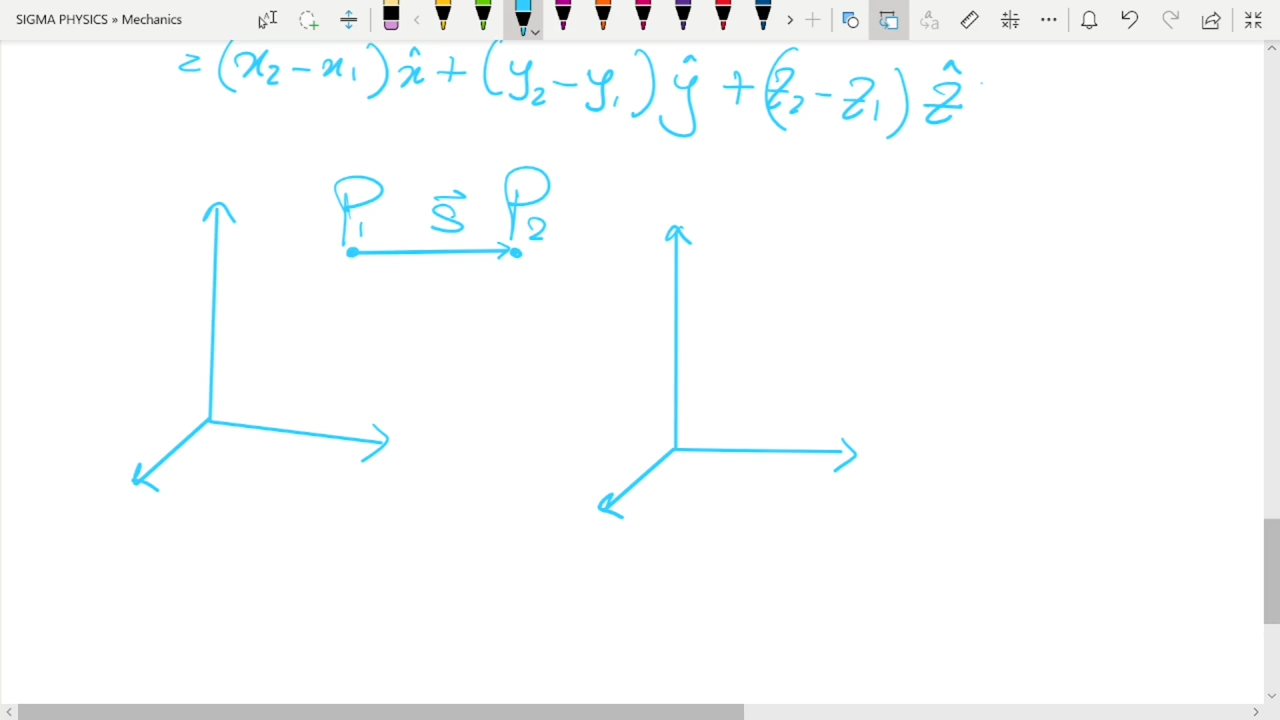 SIGMA PHYSICS » Mechanics
= (x₂ - x₁) x̂ + (y₂ - y₁) ŷ + (z₂ - z₁) ẑ
P₁ s⃗ P₂